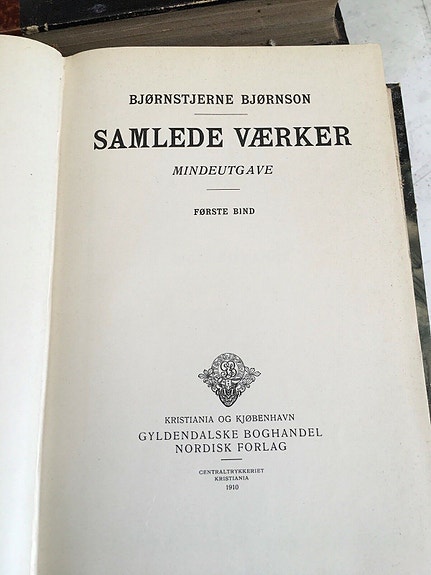 BJØRNSTJERNE BJØRNSON
SAMLEDE VÆRKER
MINDEUTGAVE
FØRSTE BIND
KRISTIANIA OG KJØBENHAVN
GYLDENDALSKE BOGHANDEL
NORDISK FORLAG
CENTRALTRYKKERIET
KRISTIANIA
1910